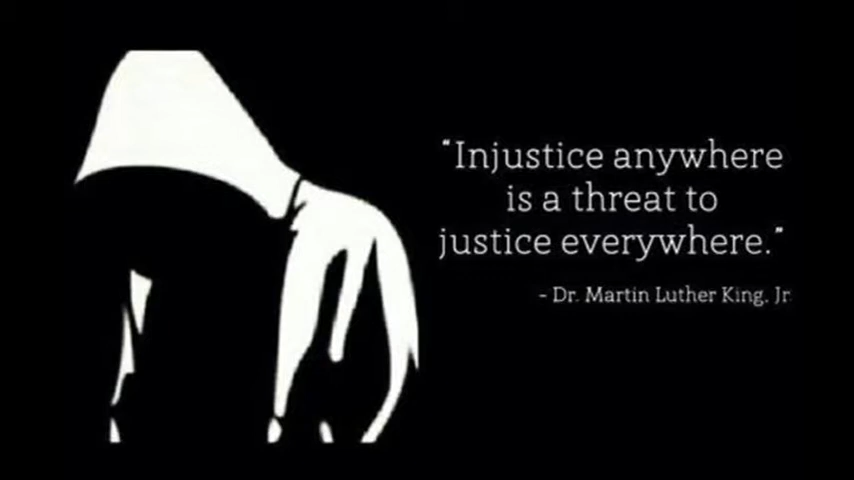 "Injustice anywhere
is a threat to
justice everywhere."
- Dr. Martin Luther King, Jr